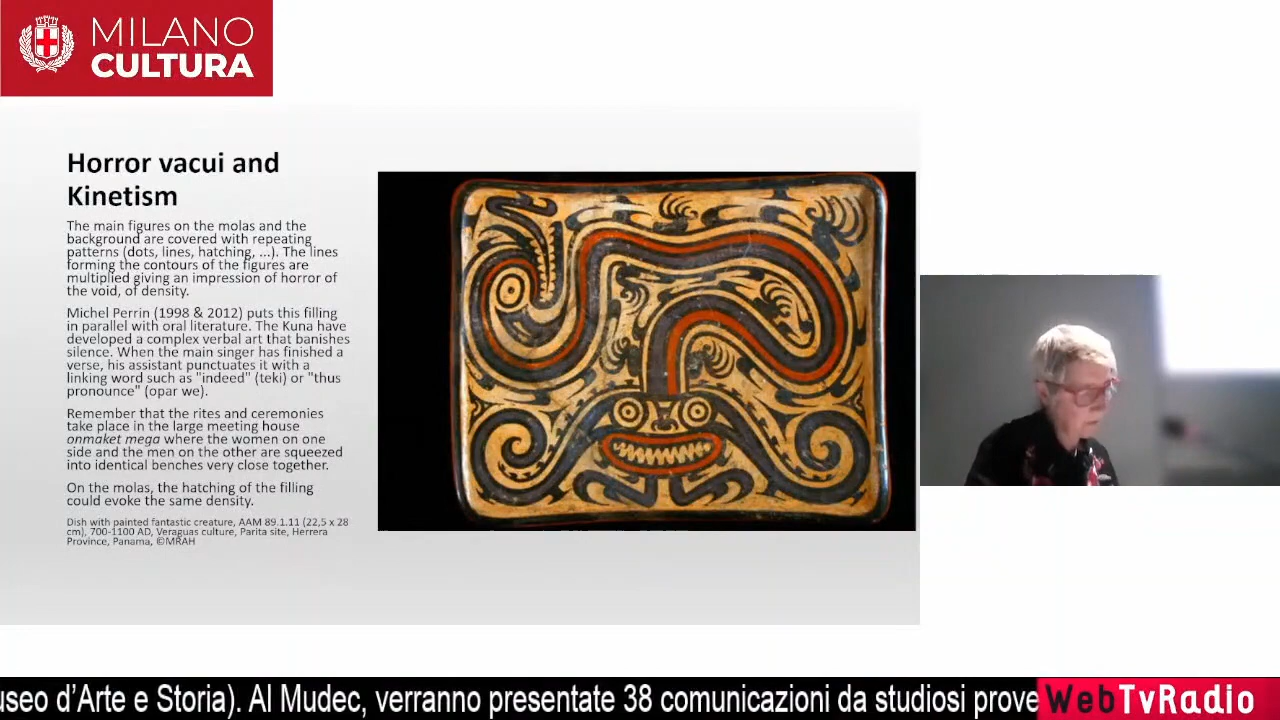 MILANO
CULTURA
Horror vacui and
Kinetism
The main figures on the molas and the
background are covered with repeating
patterns (dots, lines, hatching, ...). The lines
forming the contours of the figures are
multiplied giving an impression of horror of
the void, of density.
Michel Perrin (1998 & 2012) puts this filling
in parallel with oral literature. The Kuna have
developed a complex verbal art that banishes
silence. When the main singer has finished a
verse, his assistant punctuates it with a
linking word such as "indeed" (teki) or "thus
pronounce" (opar we).
Remember that the rites and ceremonies
take place in the large meeting house
onmaket mega where the women on one
side and the men on the other are squeezed
into identical benches very close together.
On the molas, the hatching of the filling
could evoke the same density.
Dish with painted fantastic creature, AAM 89.1.11 (22,5 x 28
cm), 700-1100 AD, Veraguas culture, Parita site, Herrera
Province, Panama, ©MRAH
useo d’Arte e Storia). Al Mudec, verranno presentate 38 comunicazioni da studiosi prove
WebTvRadio